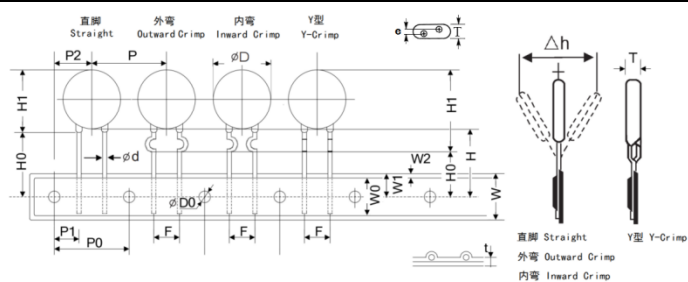 直脚 外弯 内弯 Y型
Straight Outward Crimp Inward Crimp Y-Crimp
e T
P2 P ØD
△h
T
H1 H1
H0 Ød H0 H
W2
W1
W0 W
ØD0
P1 F F F
P0
t
直脚 Straight Y型 Y-Crimp
外弯 Outward Crimp
内弯 Inward Crimp